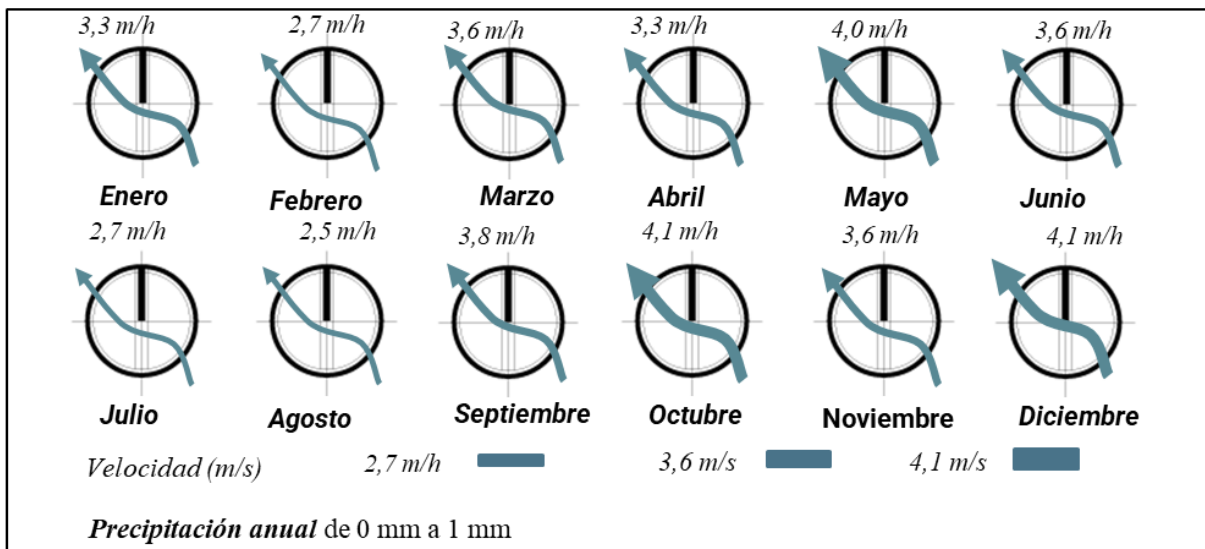 3,3 m/h 2,7 m/h 3,6 m/h 3,3 m/h 4,0 m/h 3,6 m/h
Enero Febrero Marzo Abril Mayo Junio
2,7 m/h 2,5 m/h 3,8 m/h 4,1 m/h 3,6 m/h 4,1 m/h
Julio Agosto Septiembre Octubre Noviembre Diciembre
Velocidad (m/s) 2,7 m/h 3,6 m/s 4,1 m/s
Precipitación anual de 0 mm a 1 mm